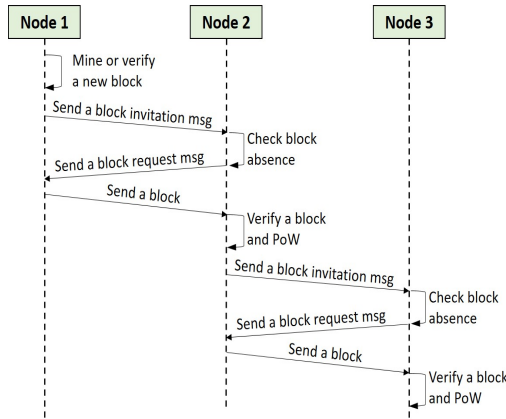 Node 1
Node 2
Node 3
Mine or verify
a new block
Send a block invitation msg
Check block
absence
Send a block request msg
Send a block
Verify a block
and PoW
Send a block invitation msg
Check block
absence
Send a block request msg
Send a block
Verify a block
and PoW